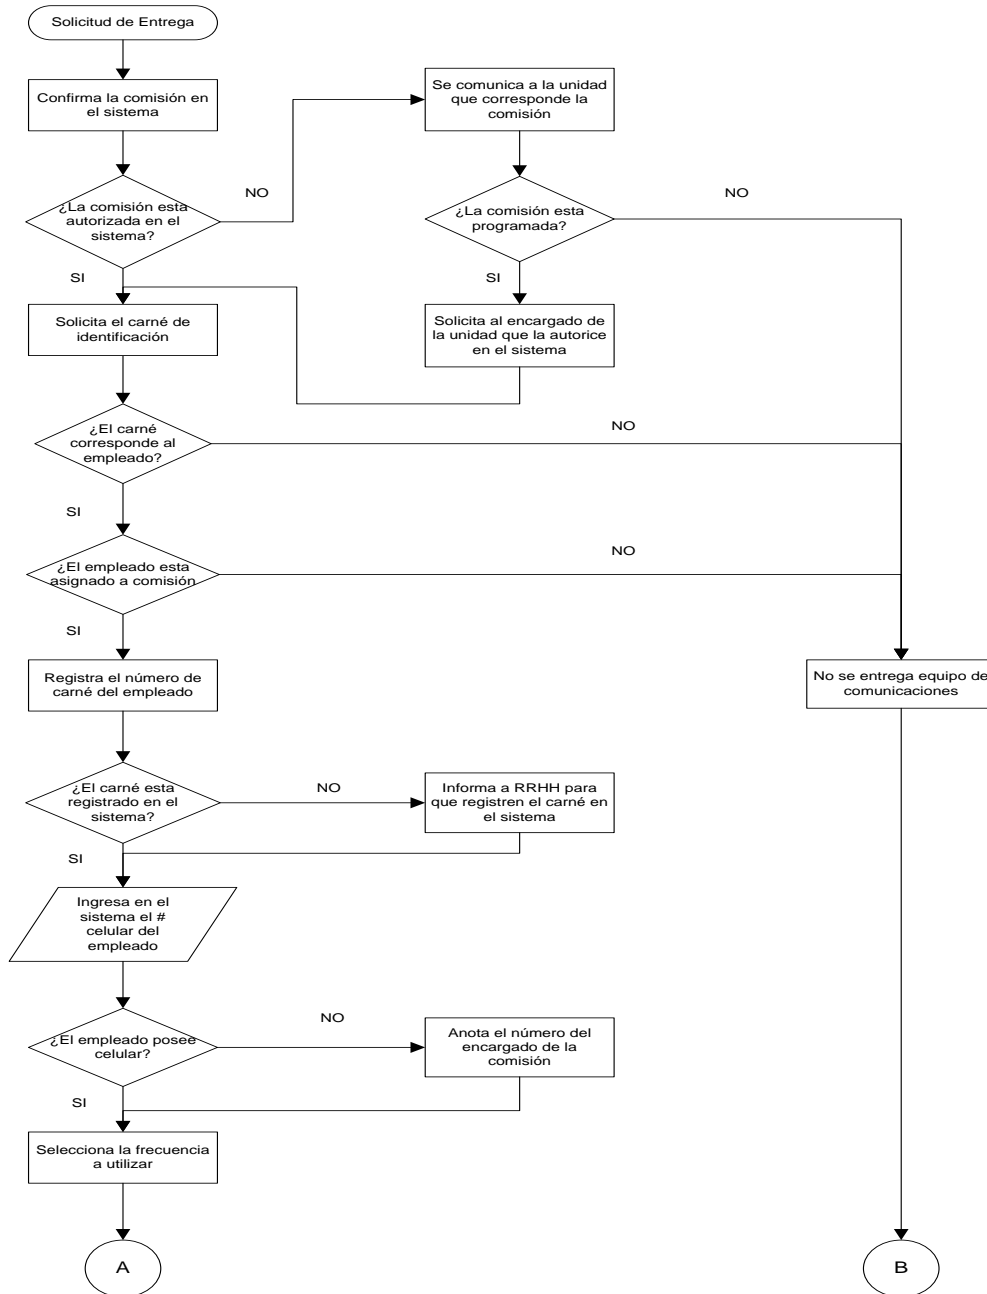 Solicitud de Entrega
Confirma la comisión en
el sistema
Se comunica a la unidad
que corresponde la
comisión
NO
NO
¿La comisión esta
autorizada en el
sistema?
¿La comisión esta
programada?
SI
SI
Solicita el carné de
identificación
Solicita al encargado de
la unidad que la autorice
en el sistema
¿El carné
corresponde al
empleado?
NO
SI
¿El empleado esta
asignado a comisión
NO
SI
Registra el número de
carné del empleado
No se entrega equipo de
comunicaciones
¿El carné esta
registrado en el
sistema?
NO
Informa a RRHH para
que registren el carné en
el sistema
SI
Ingresa en el
sistema el #
celular del
empleado
¿El empleado posee
celular?
NO
Anota el número del
encargado de la
comisión
SI
Selecciona la frecuencia
a utilizar
A
B